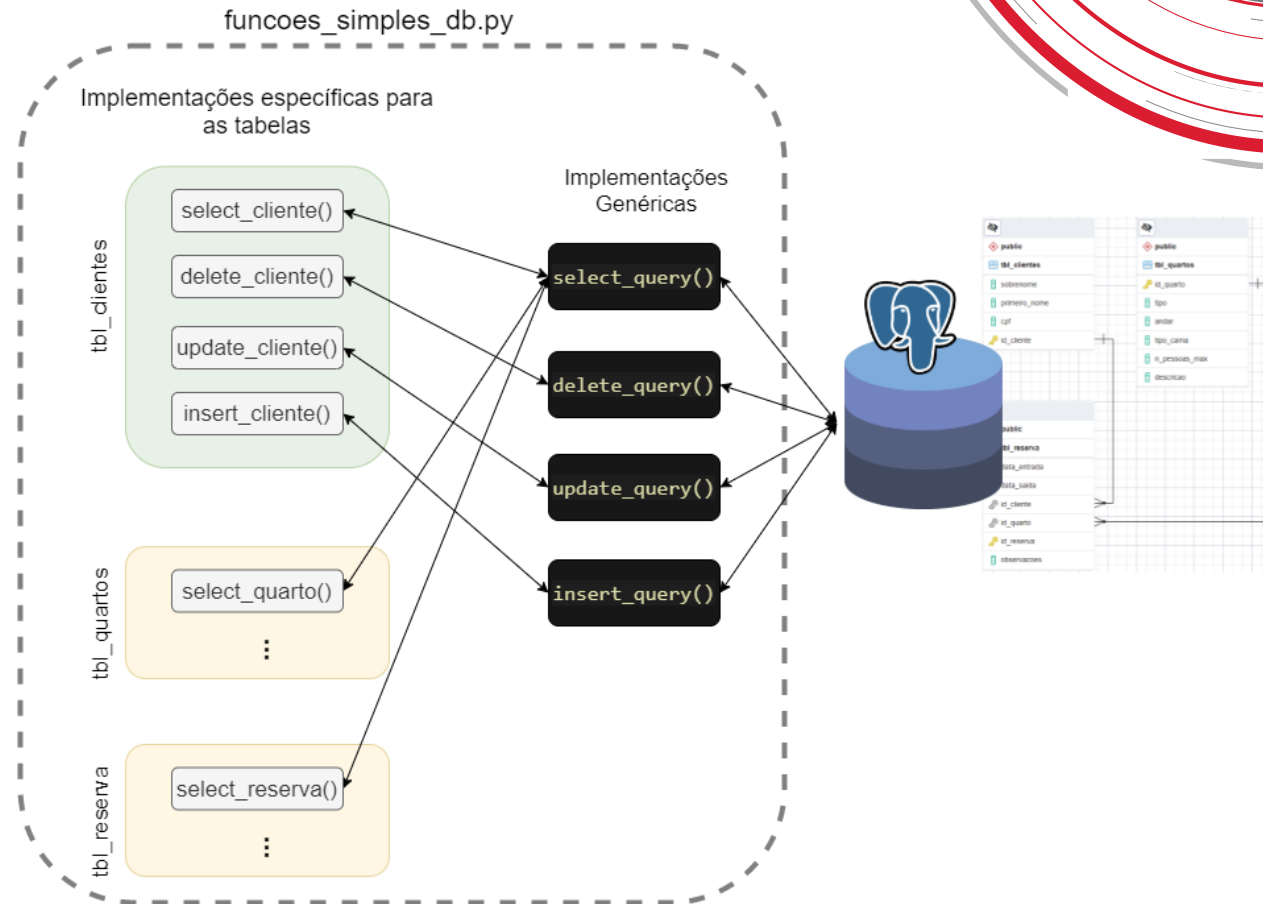 funcoes_simples_db.py
Implementações específicas para
as tabelas
tbl_clientes
select_cliente()
delete_cliente()
update_cliente()
insert_cliente()
tbl_quartos
select_quarto()
tbl_reserva
select_reserva()
Implementações
Genéricas
select_query()
delete_query()
update_query()
insert_query()
public
tbl_clientes
sobrenome
primeiro_nome
cpf
id_cliente
public
tbl_quartos
id_quarto
tipo
andar
tipo_cama
n_pessoas_max
descricao
public
tbl_reserva
data_entrada
data_saida
id_cliente
id_quarto
id_reserva
observacoes